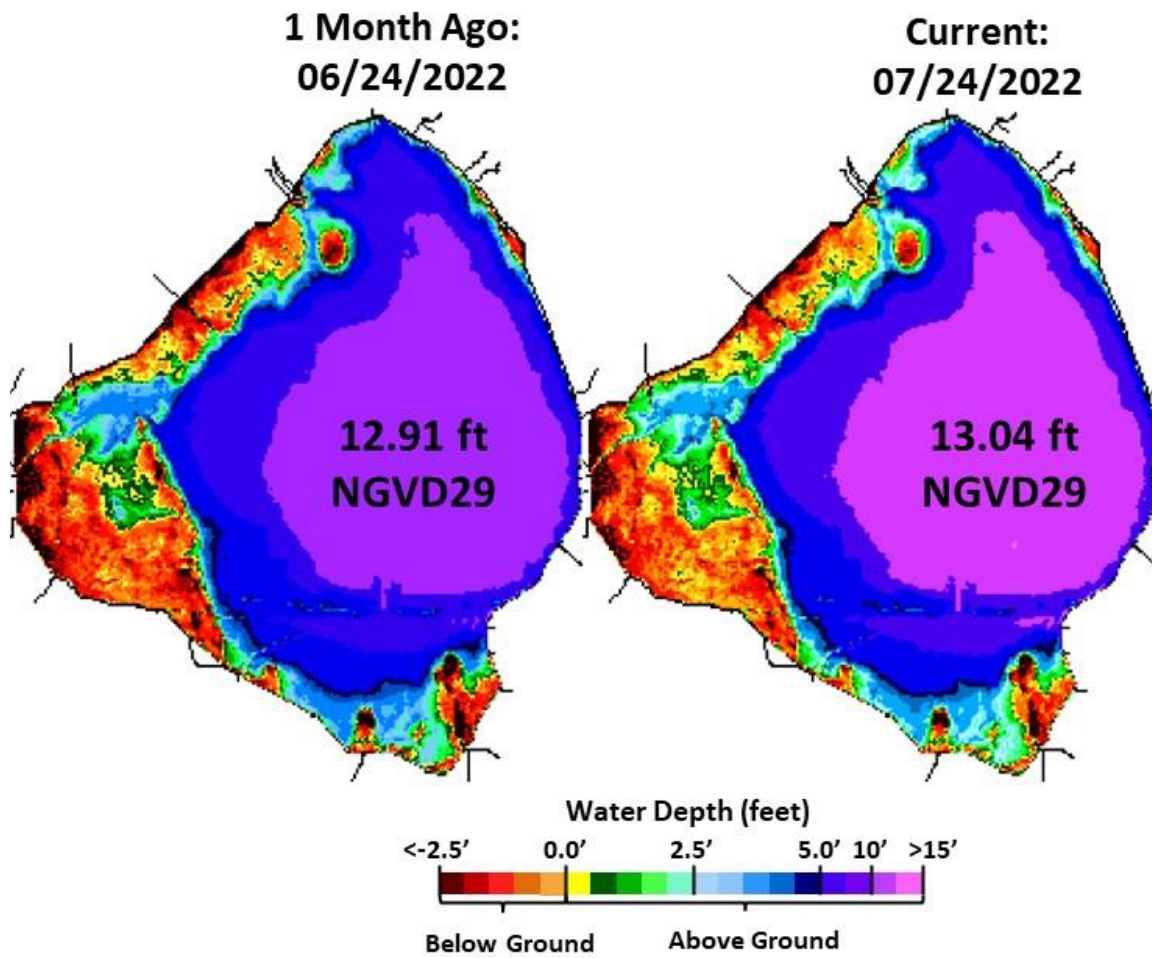 1 Month Ago:
06/24/2022
Current:
07/24/2022
12.91 ft
NGVD29
13.04 ft
NGVD29
Water Depth (feet)
<-2.5’ 0.0’ 2.5’ 5.0’ 10’ >15’
Below Ground Above Ground